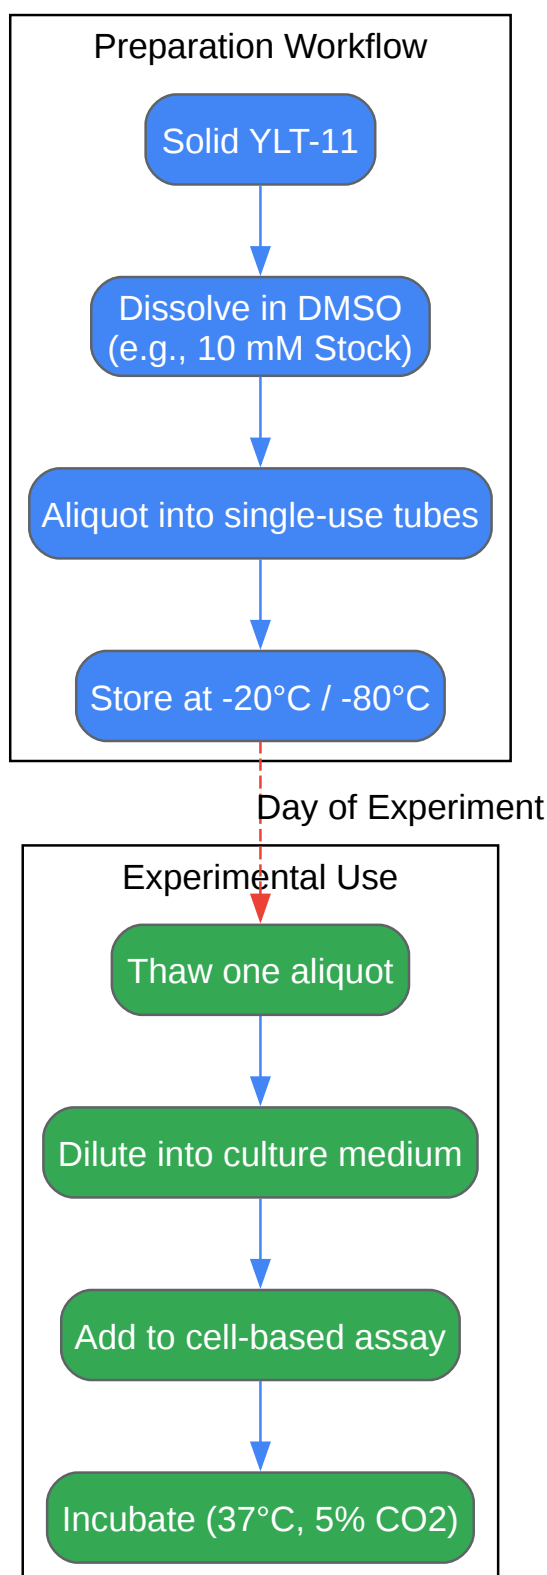 Preparation Workflow
Solid YLT-11
Dissolve in DMSO
(e.g., 10 mM Stock)
Aliquot into single-use tubes
Store at -20°C / -80°C
Day of Experiment
Experimental Use
Thaw one aliquot
Dilute into culture medium
Add to cell-based assay
Incubate (37°C, 5% CO2)